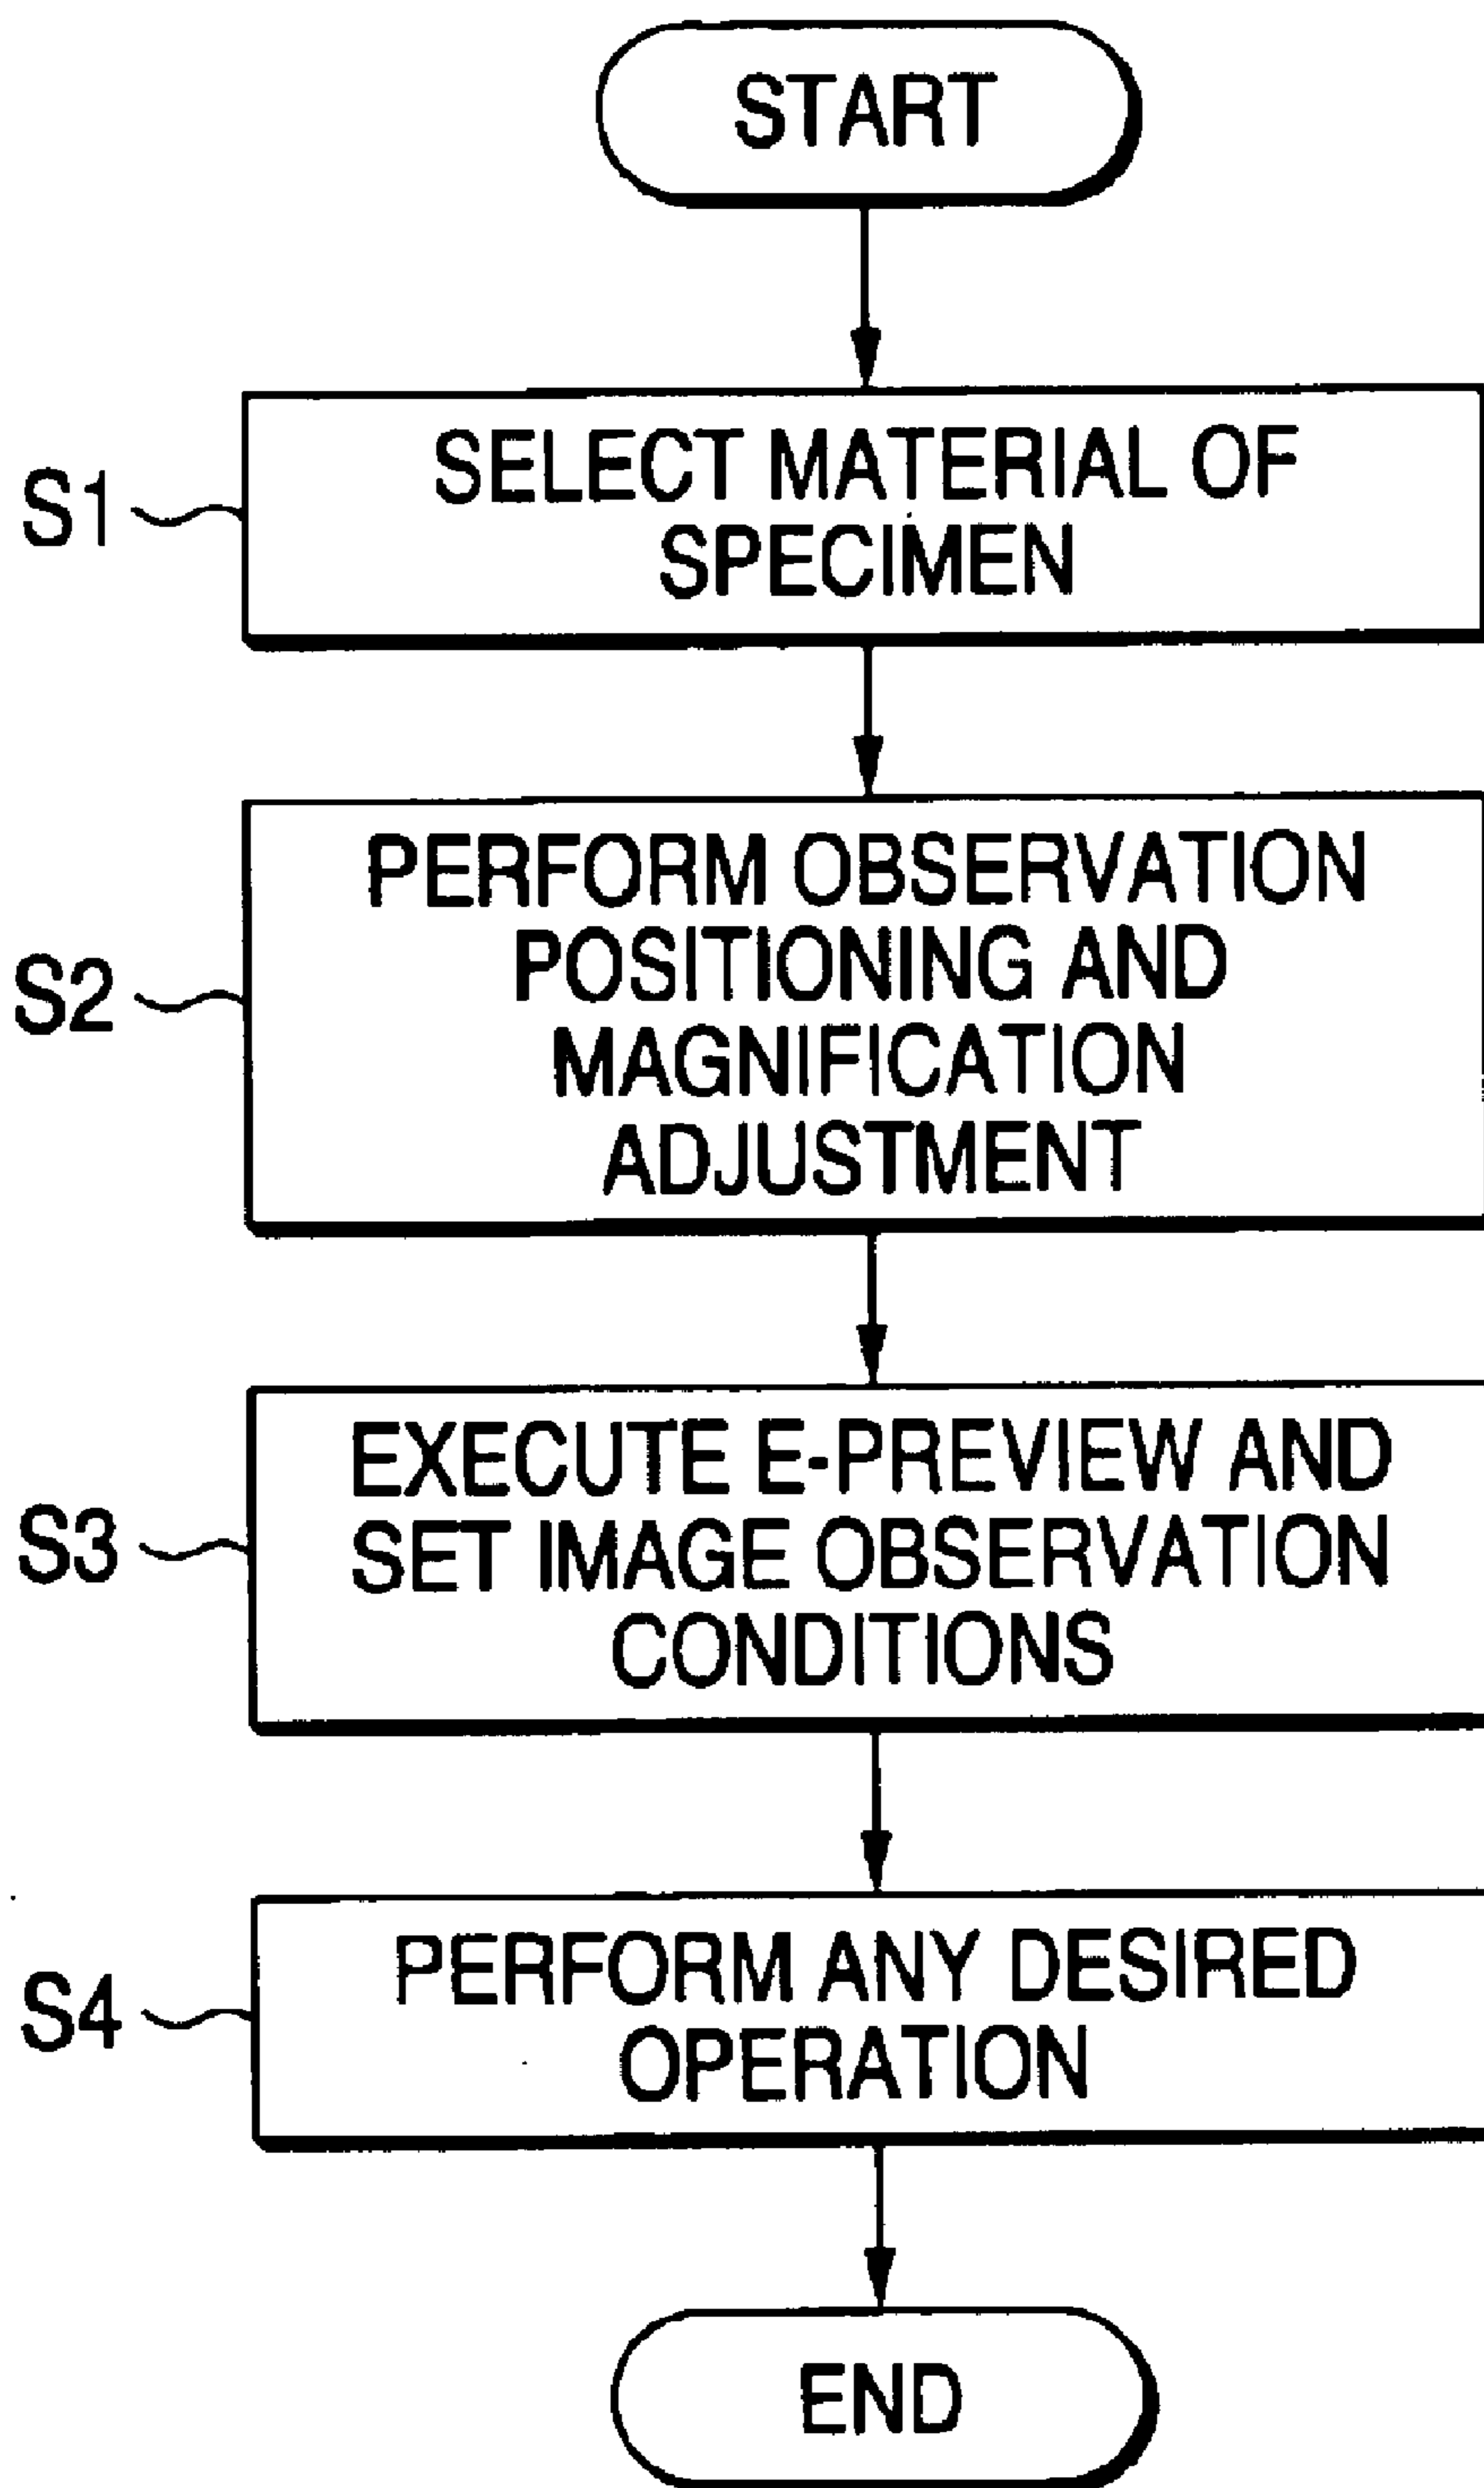 START
S1
SELECT MATERIAL OF
SPECIMEN
S2
PERFORM OBSERVATION
POSITIONING AND
MAGNIFICATION
ADJUSTMENT
S3
EXECUTE E-PREVIEW AND
SET IMAGE OBSERVATION
CONDITIONS
S4
PERFORM ANY DESIRED
OPERATION
END